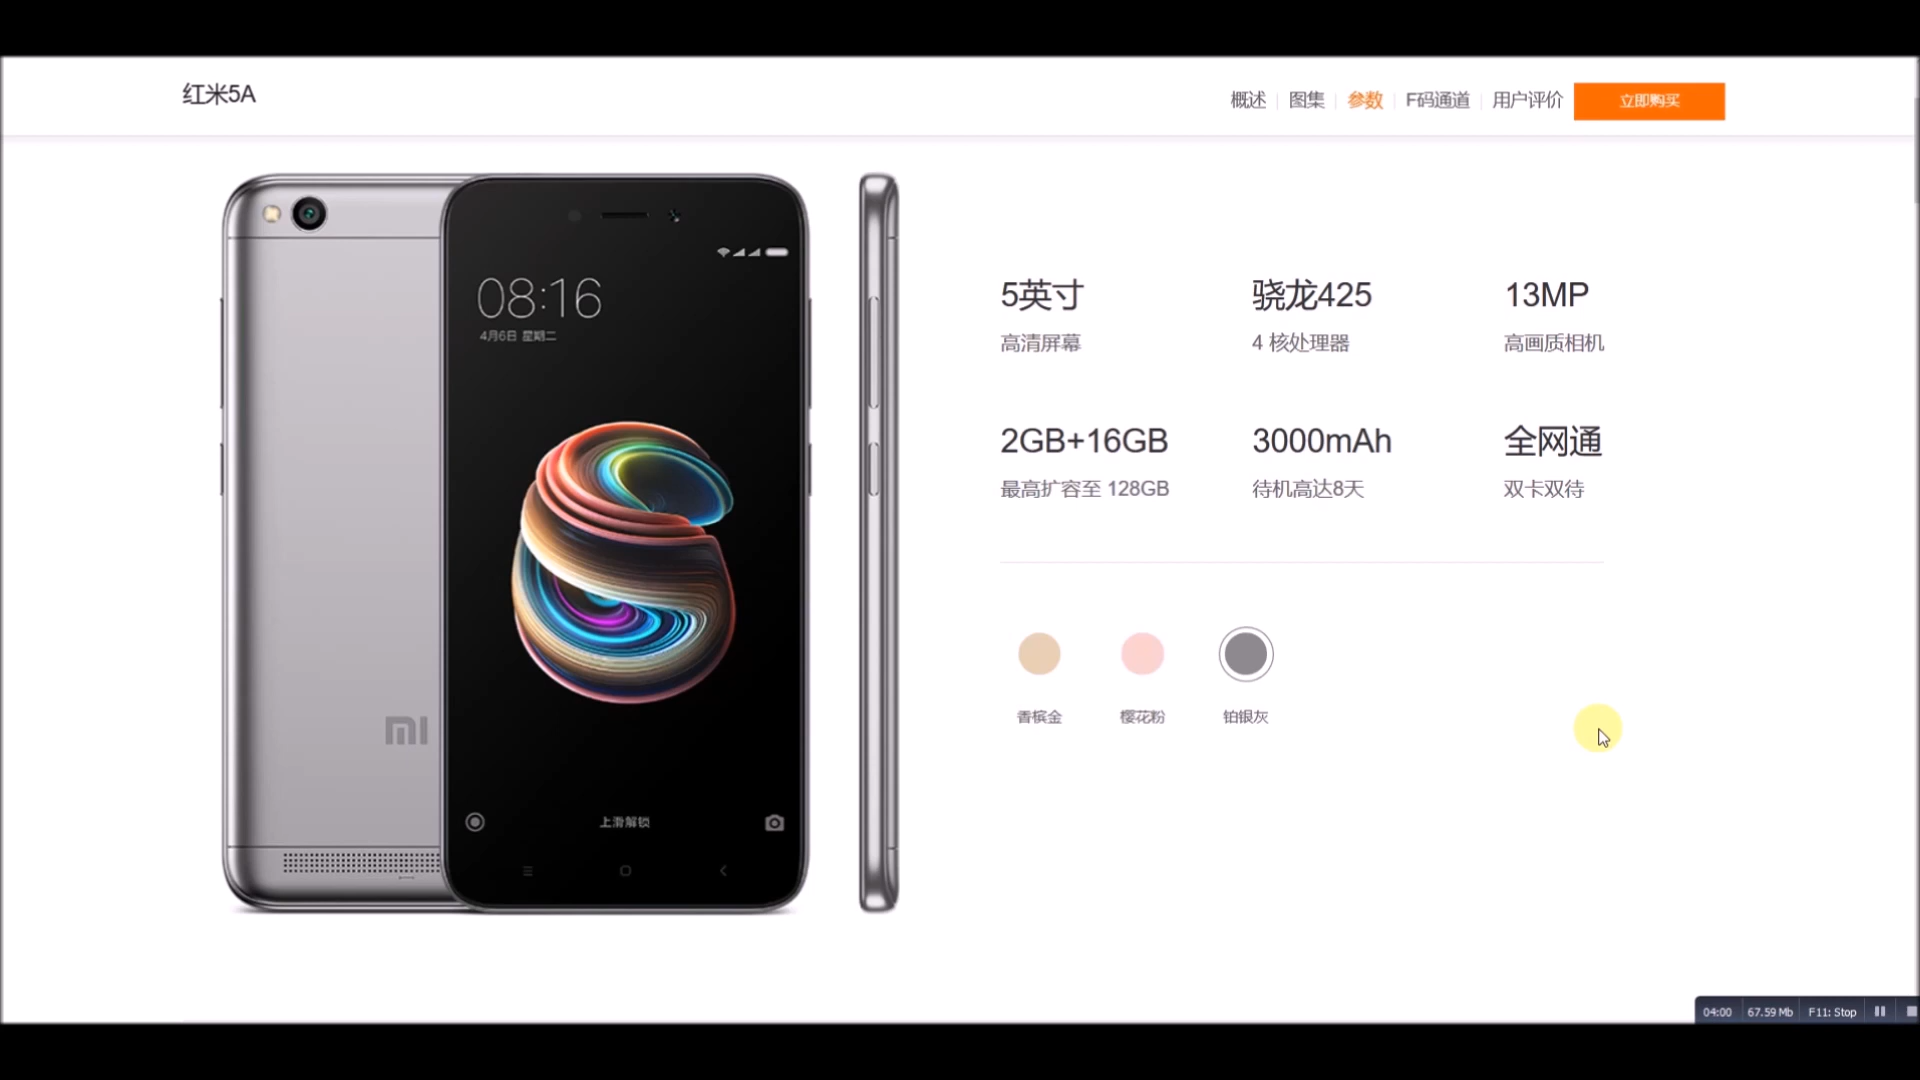 红米5A
概述 图集 参数 F码通道 用户评价 立即购买
08:16
4月6日 星期二
上滑解锁
5英寸
高清屏幕
骁龙425
4 核处理器
13MP
高画质相机
2GB+16GB
最高扩容至 128GB
3000mAh
待机高达8天
全网通
双卡双待
香槟金
樱花粉
铂银灰
04:00 67.59 Mb F11: Stop